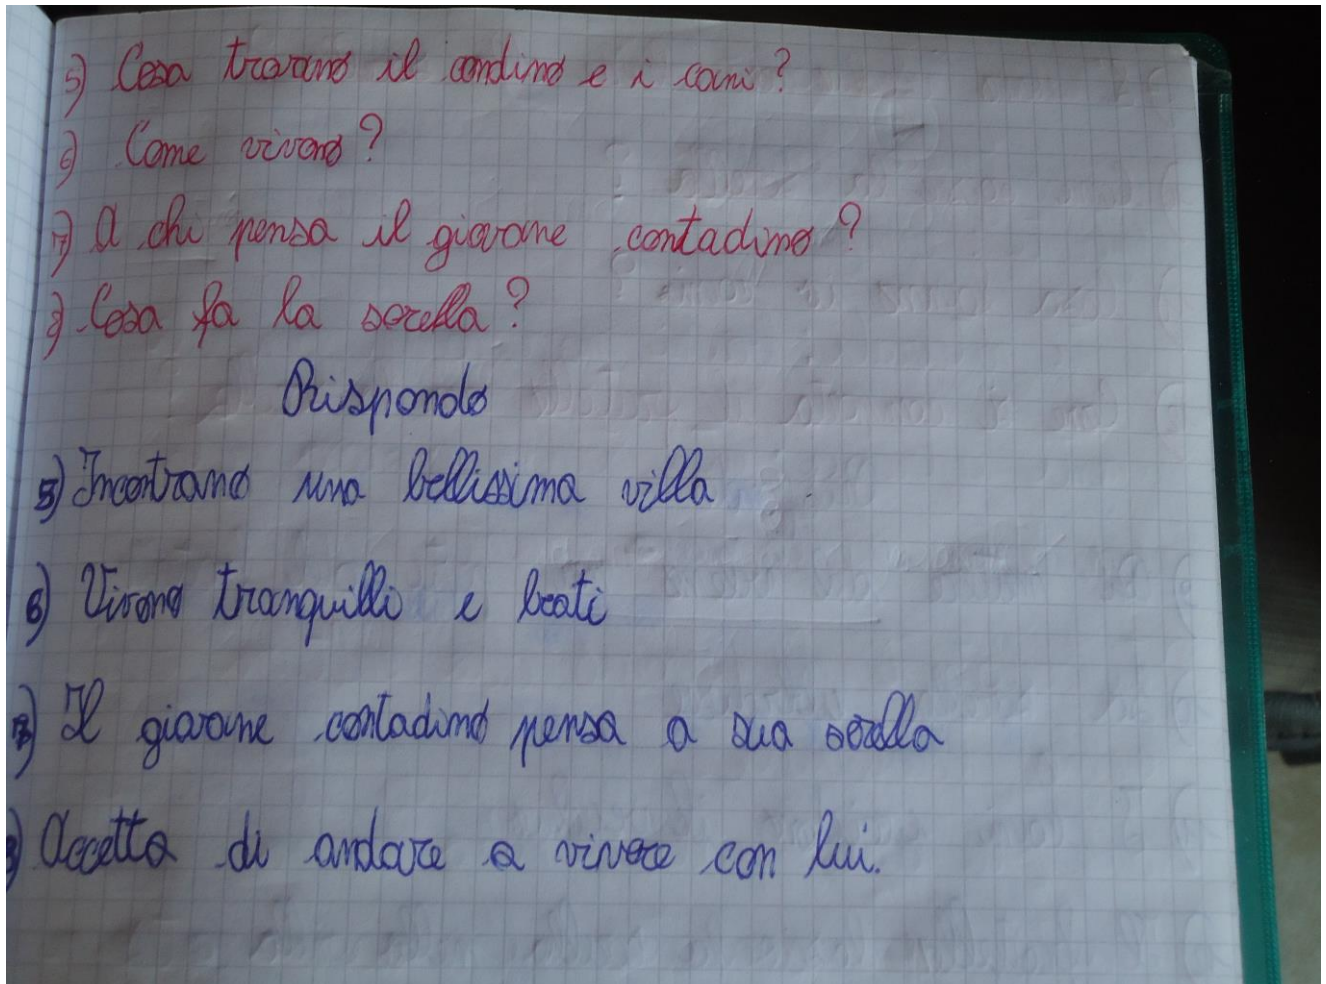 5) Cosa trovano il condino e i cani?
6) Come vivono?
7) A chi pensa il giovane contadino?
8) Cosa fa la sorella?
Rispondo
5) Incontrano una bellissima villa
6) Vivono tranquilli e beati
7) Il giovane contadino pensa a sua sorella
8) Accetta di andare a vivere con lui.